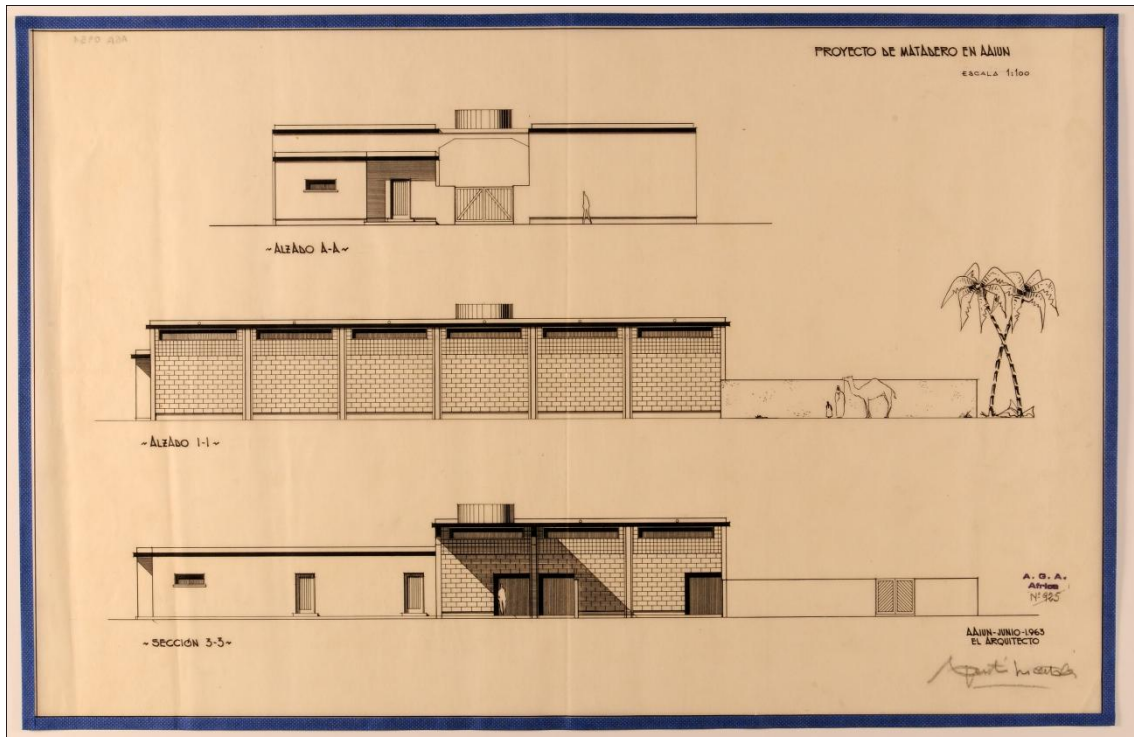 PROYECTO DE MATADERO EN AAIUN
ESCALA 1:100
~ALZADO A-A~
~ALZADO 1-1~
~SECCIÓN 3-3~
A. G. A.
Africa
Nº 425
AAIUN-JUNIO-1963
EL ARQUITECTO